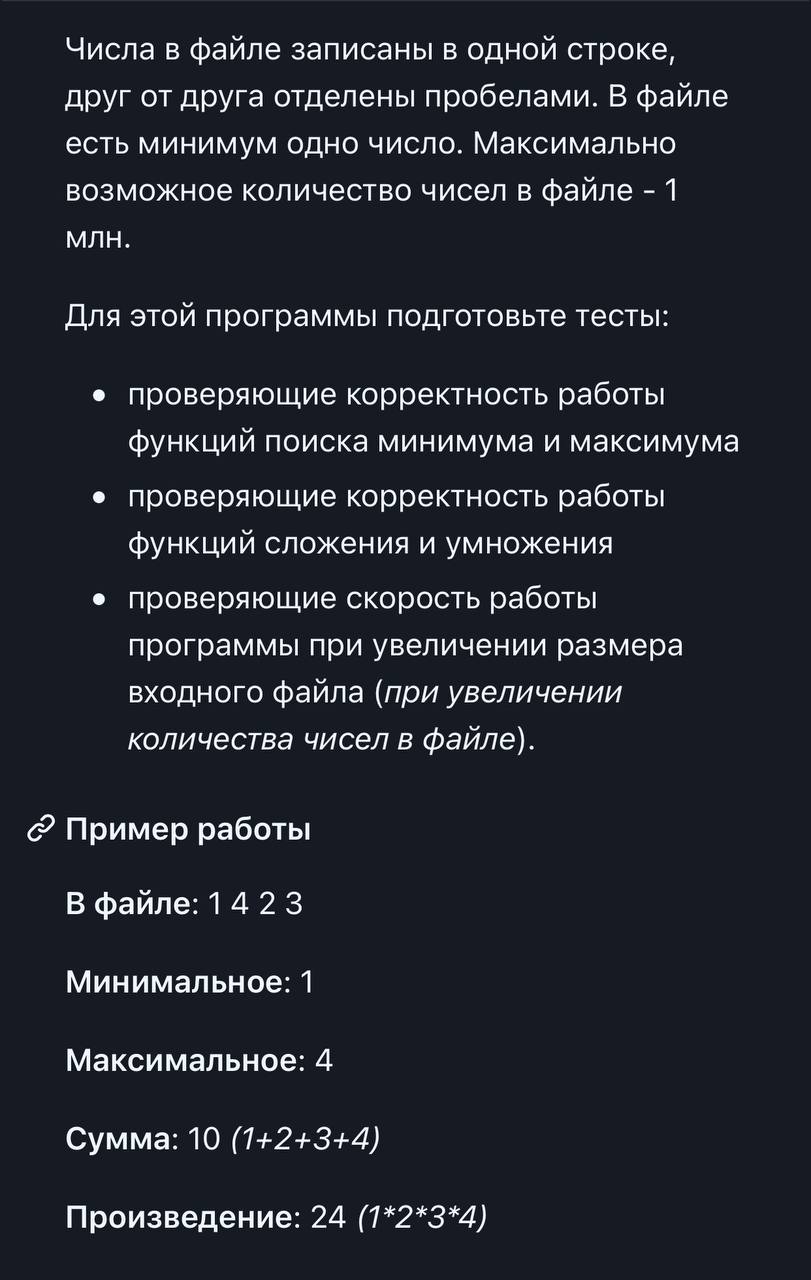 Числа в файле записаны в одной строке,
друг от друга отделены пробелами. В файле
есть минимум одно число. Максимально
возможное количество чисел в файле - 1
млн.
Для этой программы подготовьте тесты:
• проверяющие корректность работы
функций поиска минимума и максимума
• проверяющие корректность работы
функций сложения и умножения
• проверяющие скорость работы
программы при увеличении размера
входного файла (при увеличении
количества чисел в файле).
Пример работы
В файле: 1 4 2 3
Минимальное: 1
Максимальное: 4
Сумма: 10 (1+2+3+4)
Произведение: 24 (1*2*3*4)